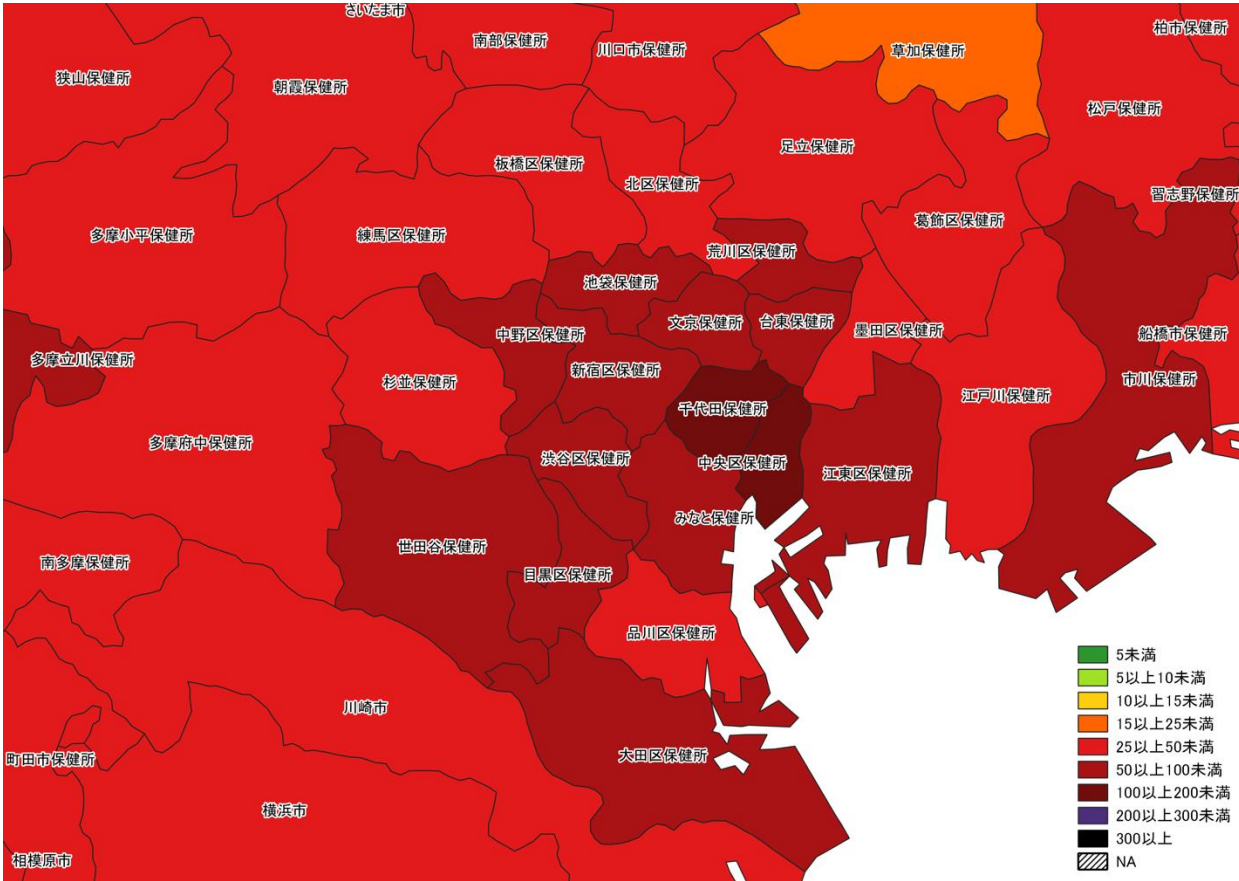 さいたま市
南部保健所
川口市保健所
草加保健所
柏市保健所
狭山保健所
朝霞保健所
松戸保健所
板橋区保健所
北区保健所
足立保健所
習志野保健所
多摩小平保健所
練馬区保健所
荒川区保健所
葛飾区保健所
池袋保健所
中野区保健所
文京保健所
台東保健所
墨田区保健所
船橋市保健所
多摩立川保健所
杉並保健所
新宿区保健所
江戸川保健所
市川保健所
千代田保健所
多摩府中保健所
渋谷区保健所
中央区保健所
江東区保健所
みなと保健所
南多摩保健所
世田谷保健所
目黒区保健所
品川区保健所
川崎市
町田市保健所
大田区保健所
横浜市
相模原市
5未満
5以上10未満
10以上15未満
15以上25未満
25以上50未満
50以上100未満
100以上200未満
200以上300未満
300以上
NA